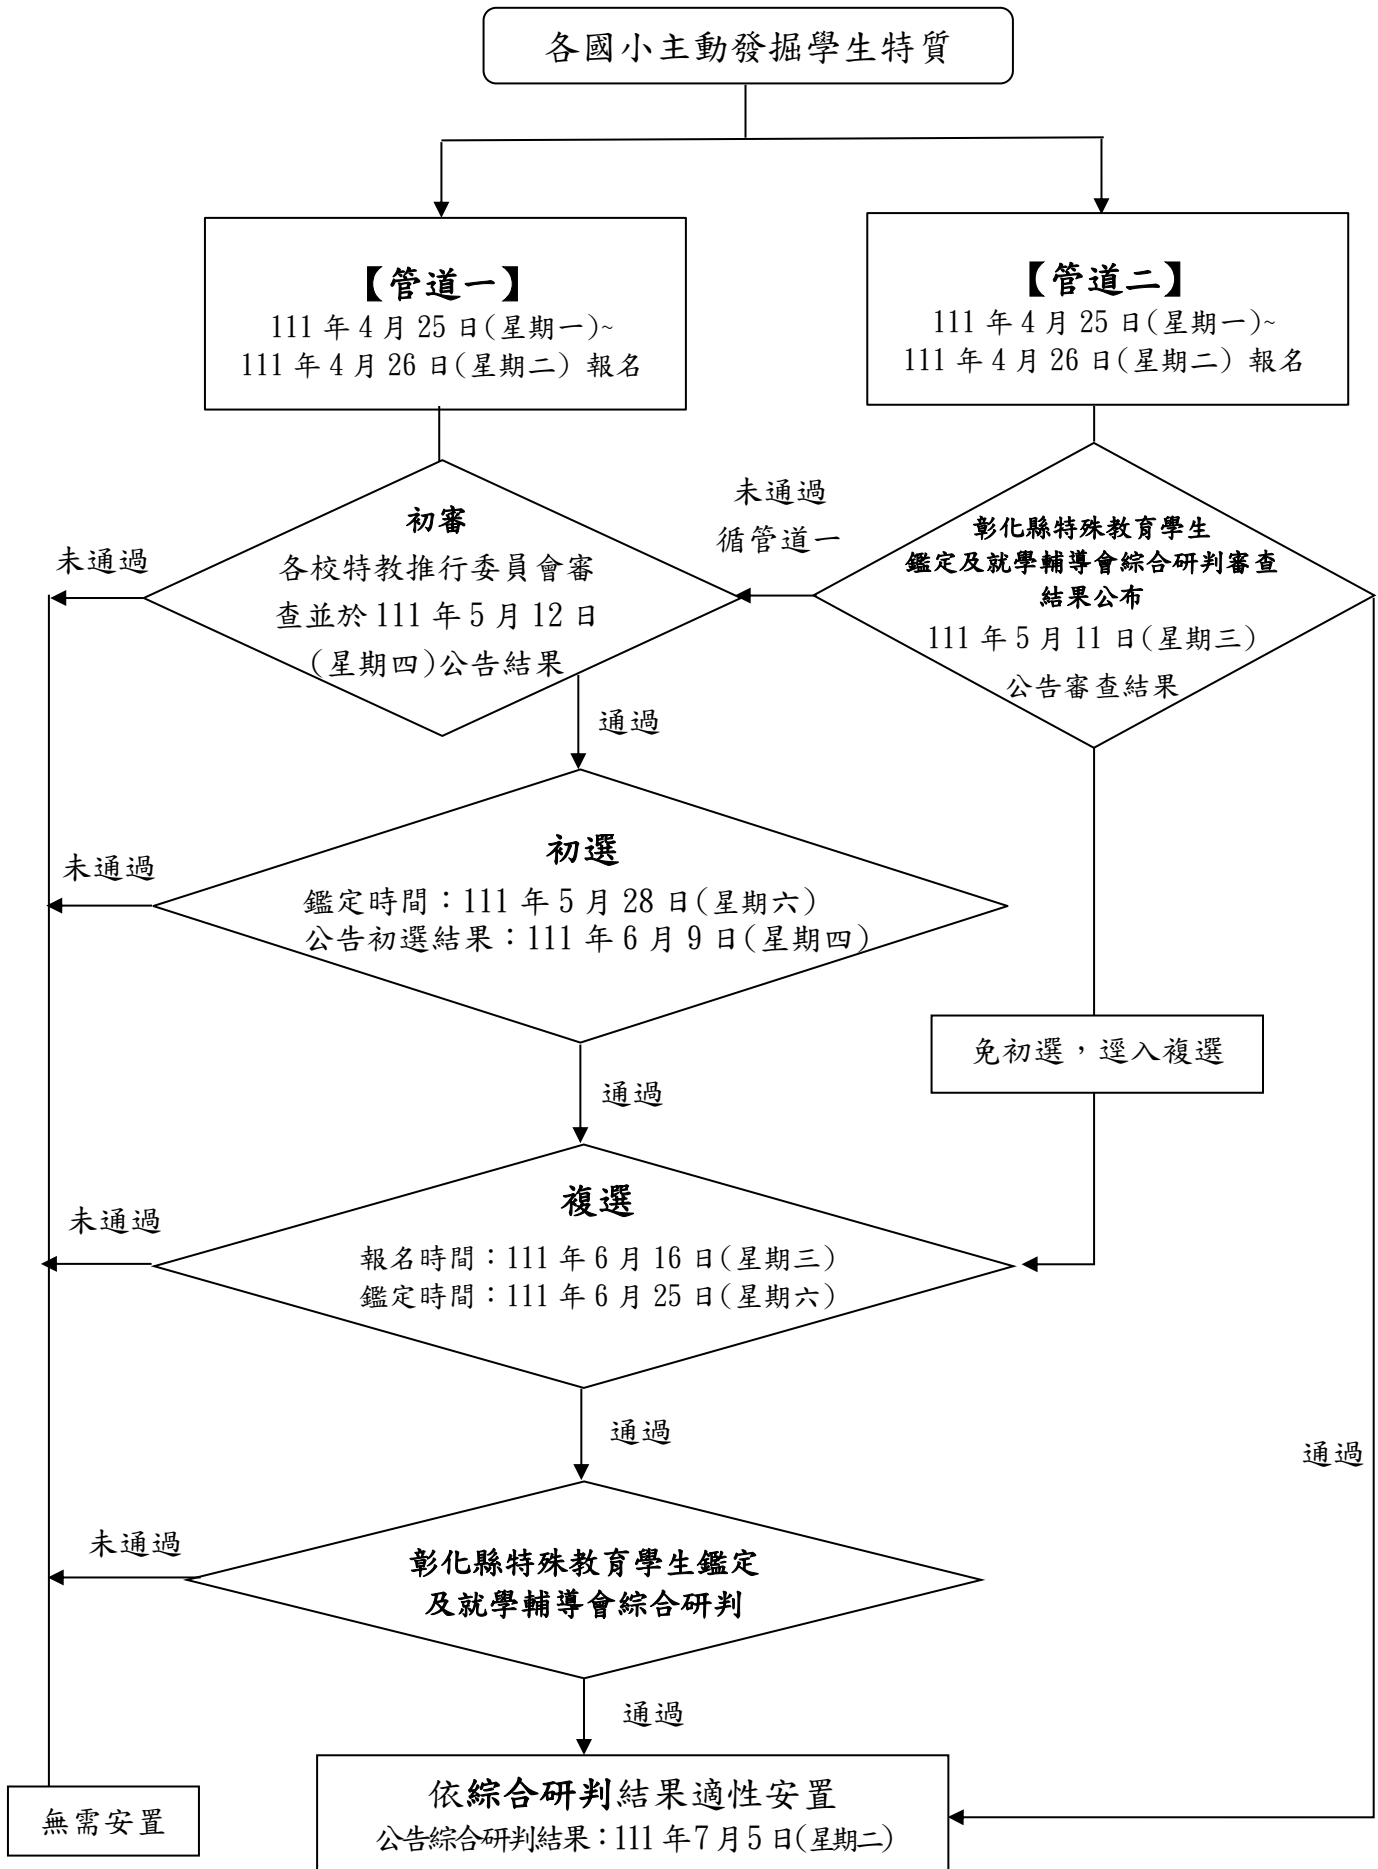 各國小主動發掘學生特質
【管道一】
111 年 4 月 25 日(星期一)~
111 年 4 月 26 日(星期二) 報名
【管道二】
111 年 4 月 25 日(星期一)~
111 年 4 月 26 日(星期二) 報名
初審
各校特教推行委員會審
查並於 111 年 5 月 12 日
(星期四)公告結果
未通過
未通過
循管道一
彰化縣特殊教育學生
鑑定及就學輔導會綜合研判審查
結果公布
111 年 5 月 11 日(星期三)
公告審查結果
通過
初選
鑑定時間：111 年 5 月 28 日(星期六)
公告初選結果：111 年 6 月 9 日(星期四)
未通過
免初選，逕入複選
通過
複選
報名時間：111 年 6 月 16 日(星期三)
鑑定時間：111 年 6 月 25 日(星期六)
未通過
通過
通過
彰化縣特殊教育學生鑑定
及就學輔導會綜合研判
未通過
通過
依綜合研判結果適性安置
公告綜合研判結果：111 年 7 月 5 日(星期二)
無需安置